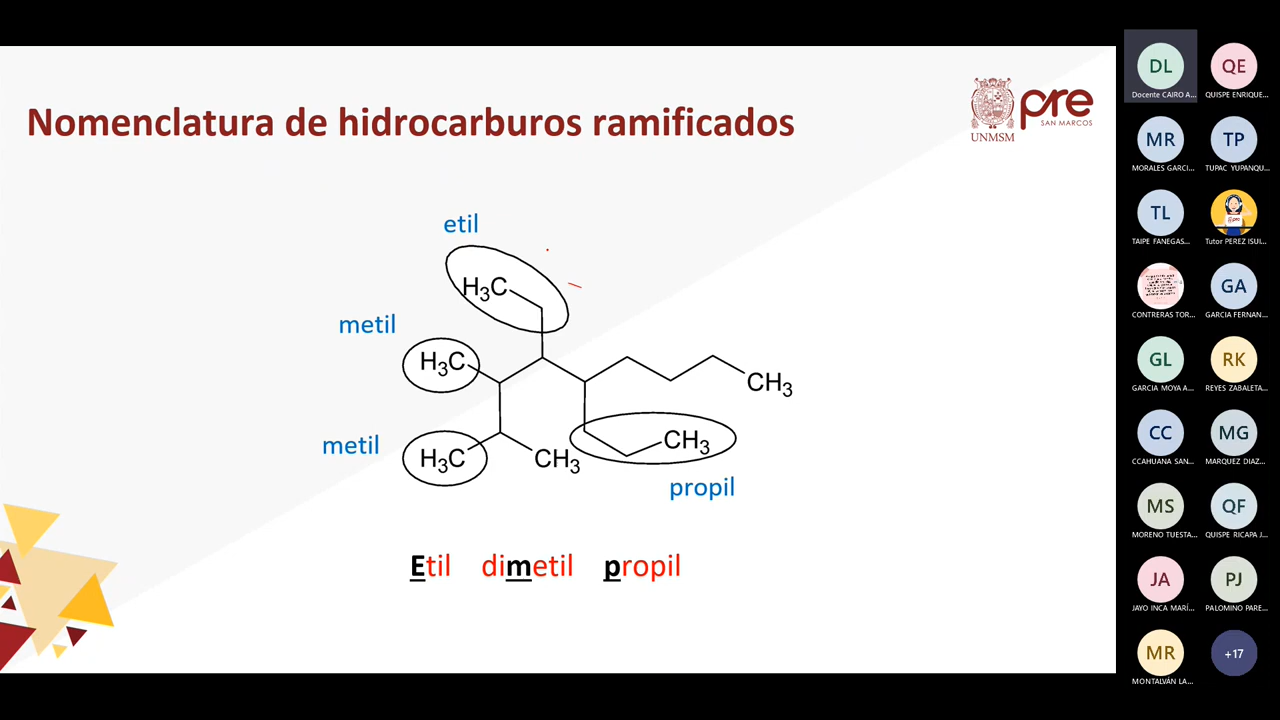 Nomenclatura de hidrocarburos ramificados
UNMSM
pre
SAN MARCOS
etil
H3C
metil
H3C
CH3
metil
H3C
CH3
CH3
propil
Etil dimetil propil
DL
Docente CAIRO A...
QE
QUISPE ENRIQUE...
MR
MORALES GARCI...
TP
TUPAC YUPANQU...
TL
TAIPE FANEGAS...
Tutor PEREZ ISUI...
CONTRERAS TOR...
GA
GARCIA FERNAN...
GL
GARCIA MOYA A...
RK
REYES ZABALETA...
CC
CCAHUANA SAN...
MG
MARQUEZ DIAZ...
MS
MORENO TUESTA...
QF
QUISPE RICAPA J...
JA
JAYO INCA MARÍ...
PJ
PALOMINO PARE...
MR
MONTALVÁN LA...
+17